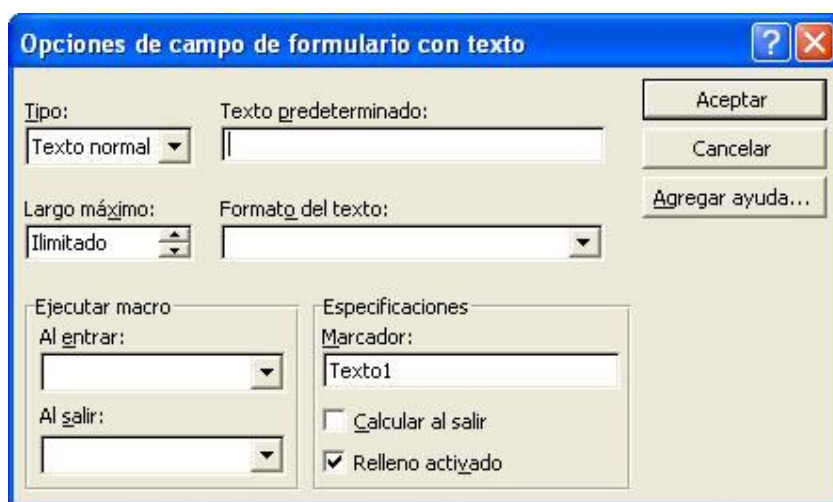 Opciones de campo de formulario con texto
Tipo:
Texto normal
Texto predeterminado:
Aceptar
Cancelar
Agregar ayuda...
Largo máximo:
Ilimitado
Formato del texto:
Ejecutar macro
Al entrar:
Al salir:
Especificaciones
Marcador:
Texto1
Calcular al salir
Relleno activado